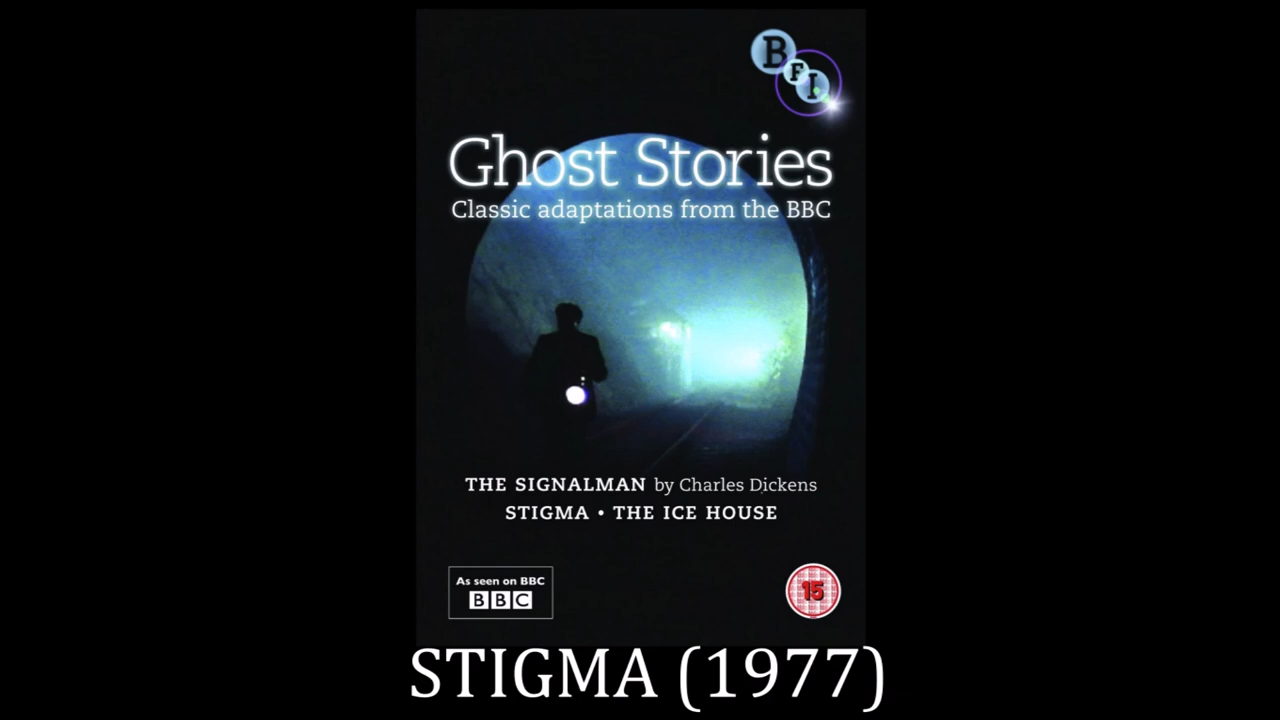 BFI
Ghost Stories
Classic adaptations from the BBC
THE SIGNALMAN by Charles Dickens
STIGMA • THE ICE HOUSE
As seen on BBC
BBC
15
STIGMA (1977)